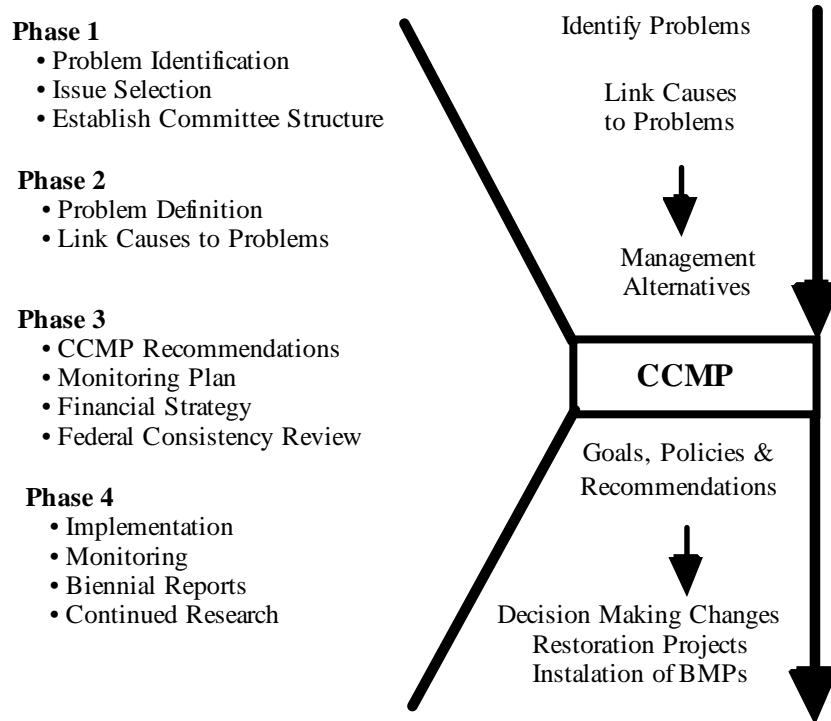 Phase 1
• Problem Identification
• Issue Selection
• Establish Committee Structure
Phase 2
• Problem Definition
• Link Causes to Problems
Phase 3
• CCMP Recommendations
• Monitoring Plan
• Financial Strategy
• Federal Consistency Review
Phase 4
• Implementation
• Monitoring
• Biennial Reports
• Continued Research
Identify Problems
Link Causes
to Problems
Management
Alternatives
CCMP
Goals, Policies &
Recommendations
Decision Making Changes
Restoration Projects
Instalation of BMPs